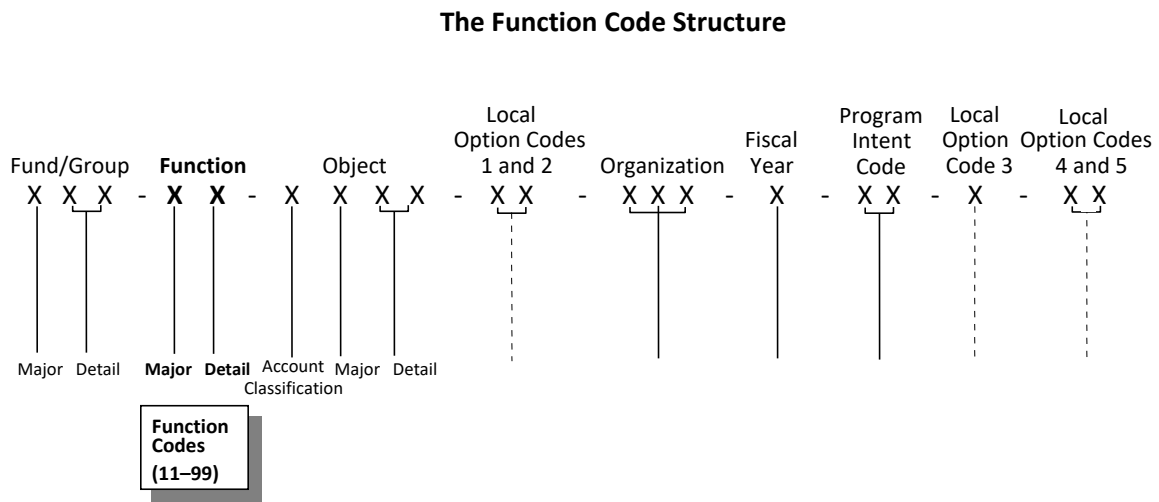 The Function Code Structure
Local Local Program Local
Option Codes Fiscal Intent Option Option Codes
Fund/Group Function Object 1 and 2 Organization Year Code Code 3 4 and 5
X X X - X X - X X X X - X X - X X X - X - X X - X - X X
Major Detail Major Detail Account Major Detail
Classification
Function
Codes
(11–99)